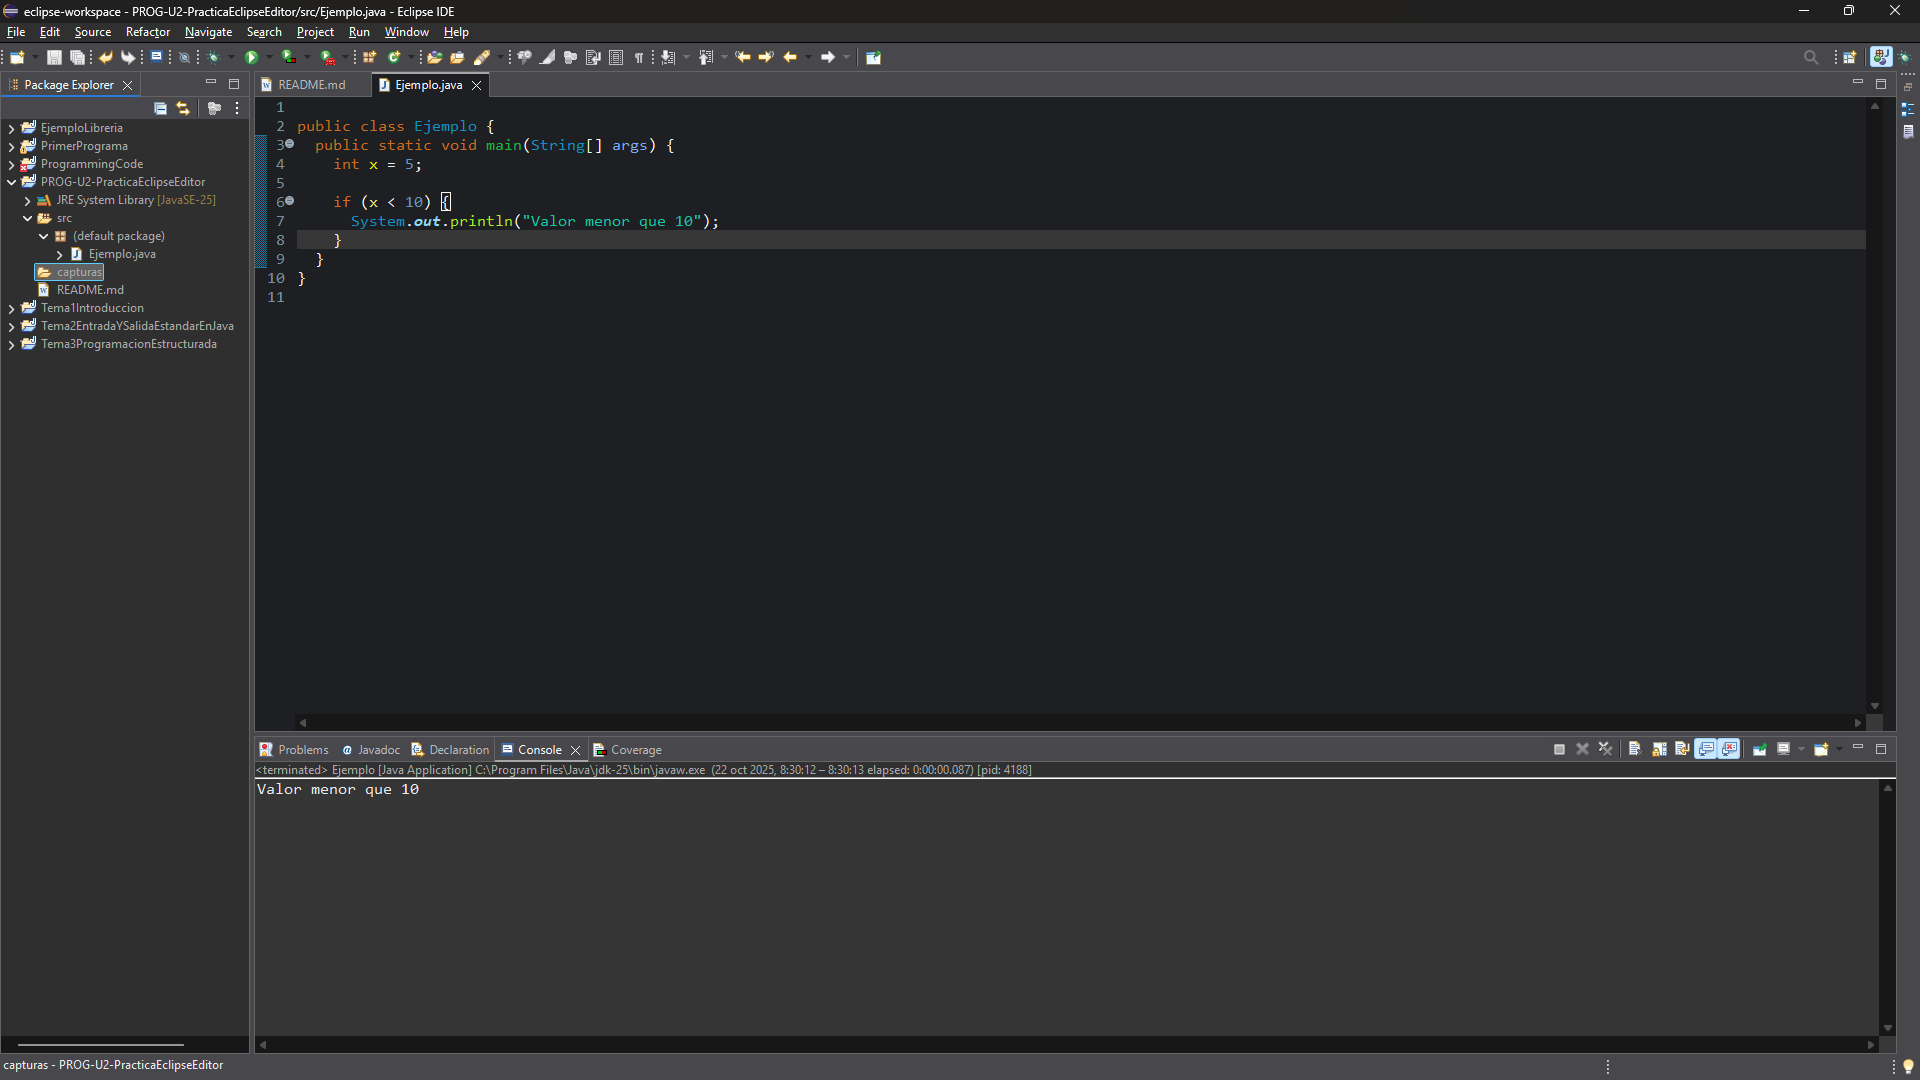 eclipse-workspace - PROG-U2-PracticaEclipseEditor/src/Ejemplo.java - Eclipse IDE
File Edit Source Refactor Navigate Search Project Run Window Help
Package Explorer
README.md
Ejemplo.java
EjemploLibreria
PrimerPrograma
ProgrammingCode
PROG-U2-PracticaEclipseEditor
JRE System Library [JavaSE-25]
src
(default package)
Ejemplo.java
capturas
README.md
Tema1Introduccion
Tema2EntradaYSalidaEstandarEnJava
Tema3ProgramacionEstructurada
1
2 public class Ejemplo {
3 public static void main(String[] args) {
4 int x = 5;
5
6 if (x < 10) {
7 System.out.println("Valor menor que 10");
8 }
9 }
10 }
11
Problems Javadoc Declaration Console Coverage
<terminated> Ejemplo [Java Application] C:\Program Files\Java\jdk-25\bin\javaw.exe (22 oct 2025, 8:30:12 – 8:30:13 elapsed: 0:00:00.087) [pid: 4188]
Valor menor que 10
capturas - PROG-U2-PracticaEclipseEditor